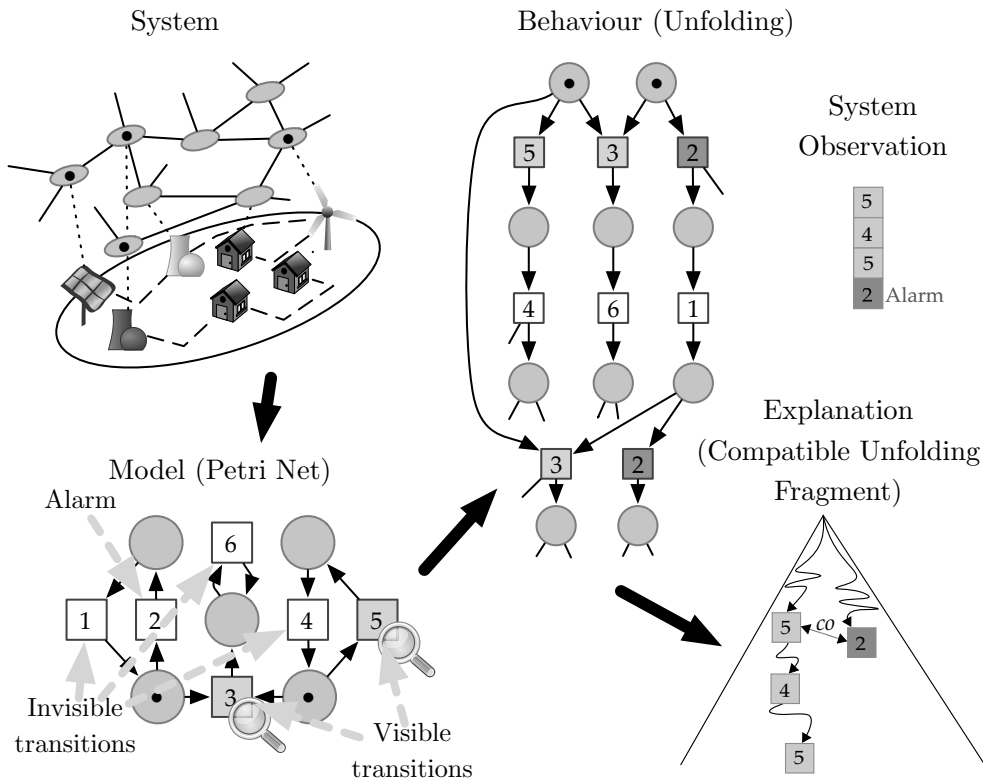 System
Behaviour (Unfolding)
System
Observation
5
3
2
5
4
5
2 Alarm
4
6
1
Explanation
(Compatible Unfolding
Fragment)
3
2
Model (Petri Net)
Alarm
6
1
2
4
5
3
Invisible
transitions
Visible
transitions
5
co
2
4
5